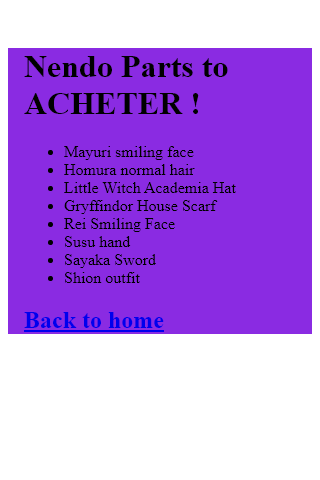 Nendo Parts to
ACHETER !
Mayuri smiling face
Homura normal hair
Little Witch Academia Hat
Gryffindor House Scarf
Rei Smiling Face
Susu hand
Sayaka Sword
Shion outfit
Back to home